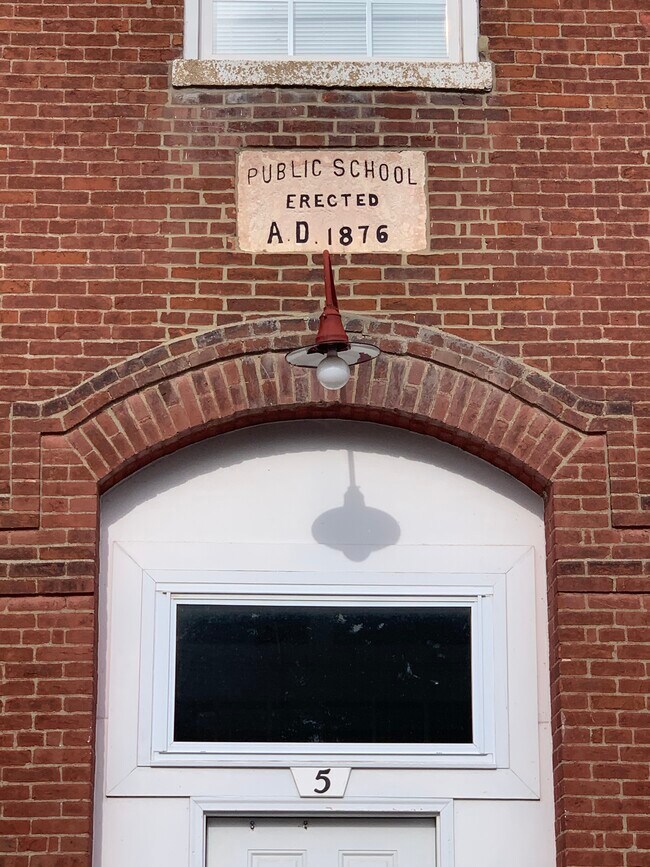 PUBLIC SCHOOL
ERECTED
A.D. 1876
5